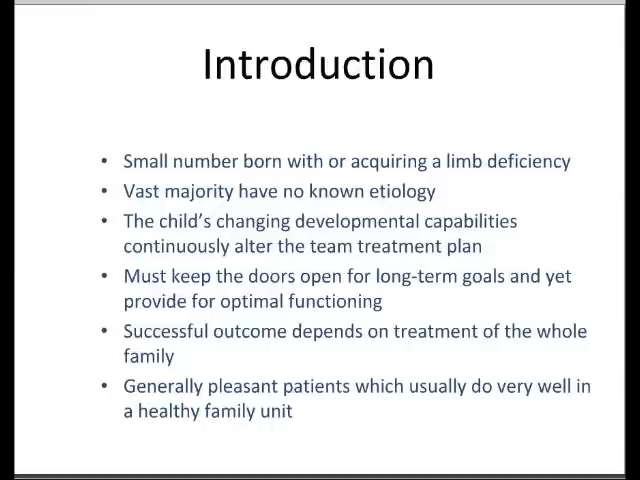 Introduction
• Small number born with or acquiring a limb deficiency
• Vast majority have no known etiology
• The child's changing developmental capabilities
continuously alter the team treatment plan
• Must keep the doors open for long-term goals and yet
provide for optimal functioning
• Successful outcome depends on treatment of the whole
family
• Generally pleasant patients which usually do very well in
a healthy family unit